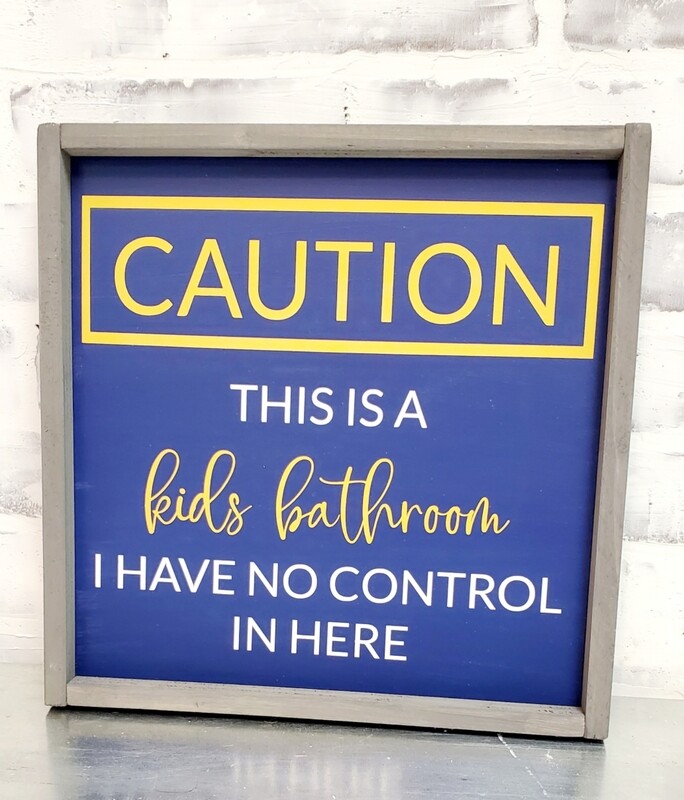 CAUTION
THIS IS A
kids bathroom
I HAVE NO CONTROL
IN HERE